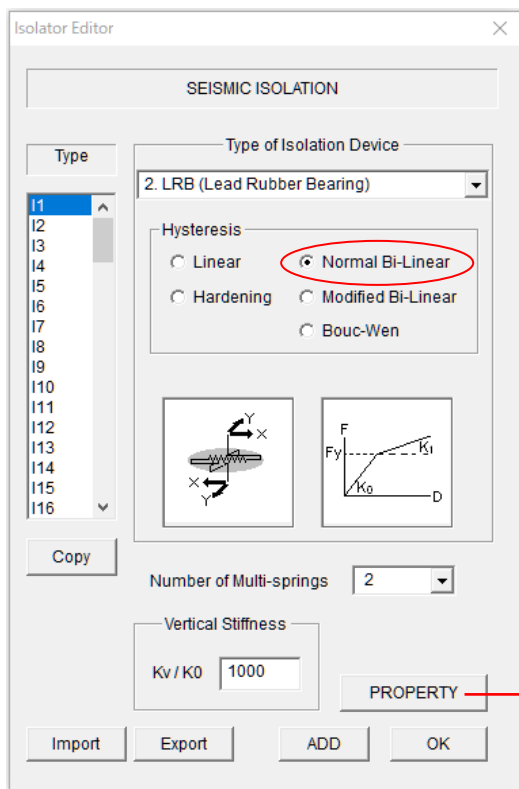 Isolator Editor
SEISMIC ISOLATION
Type
I1
I2
I3
I4
I5
I6
I7
I8
I9
I10
I11
I12
I13
I14
I15
I16
Copy
Type of Isolation Device
2. LRB (Lead Rubber Bearing)
Hysteresis
Linear
Normal Bi-Linear
Hardening
Modified Bi-Linear
Bouc-Wen
Y
X
X
Y
F
Fy
K1
K0
D
Number of Multi-springs 2
Vertical Stiffness
Kv / K0 1000
PROPERTY
Import Export ADD OK